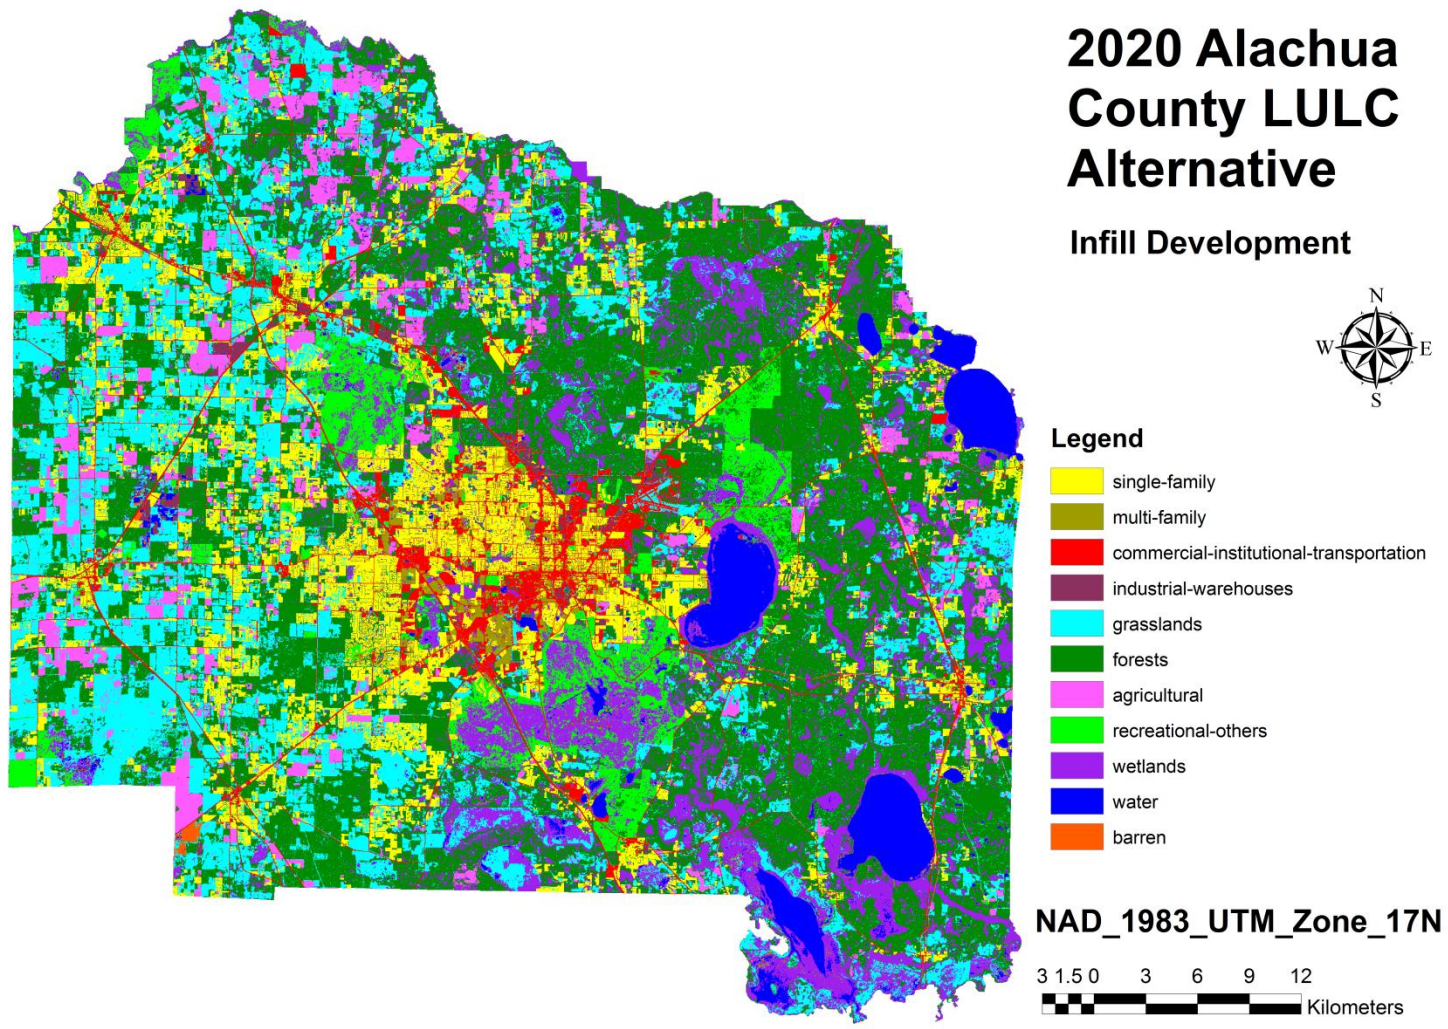 2020 Alachua
County LULC
Alternative
Infill Development
N
W E
S
Legend
single-family
multi-family
commercial-institutional-transportation
industrial-warehouses
grasslands
forests
agricultural
recreational-others
wetlands
water
barren
NAD_1983_UTM_Zone_17N
3 1.5 0 3 6 9 12
Kilometers